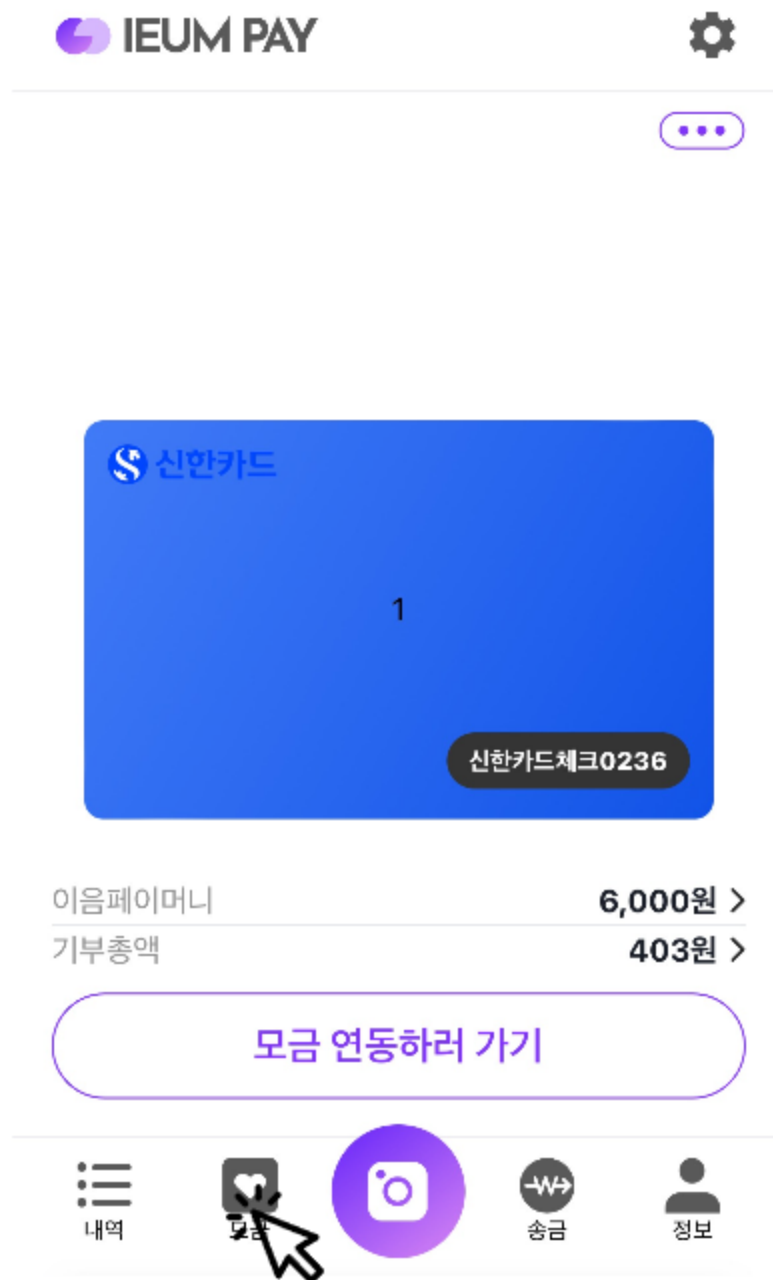 IEUM PAY
신한카드
1
신한카드체크0236
이음페이머니 6,000원
기부총액 403원
모금 연동하러 가기
내역 모금 송금 정보